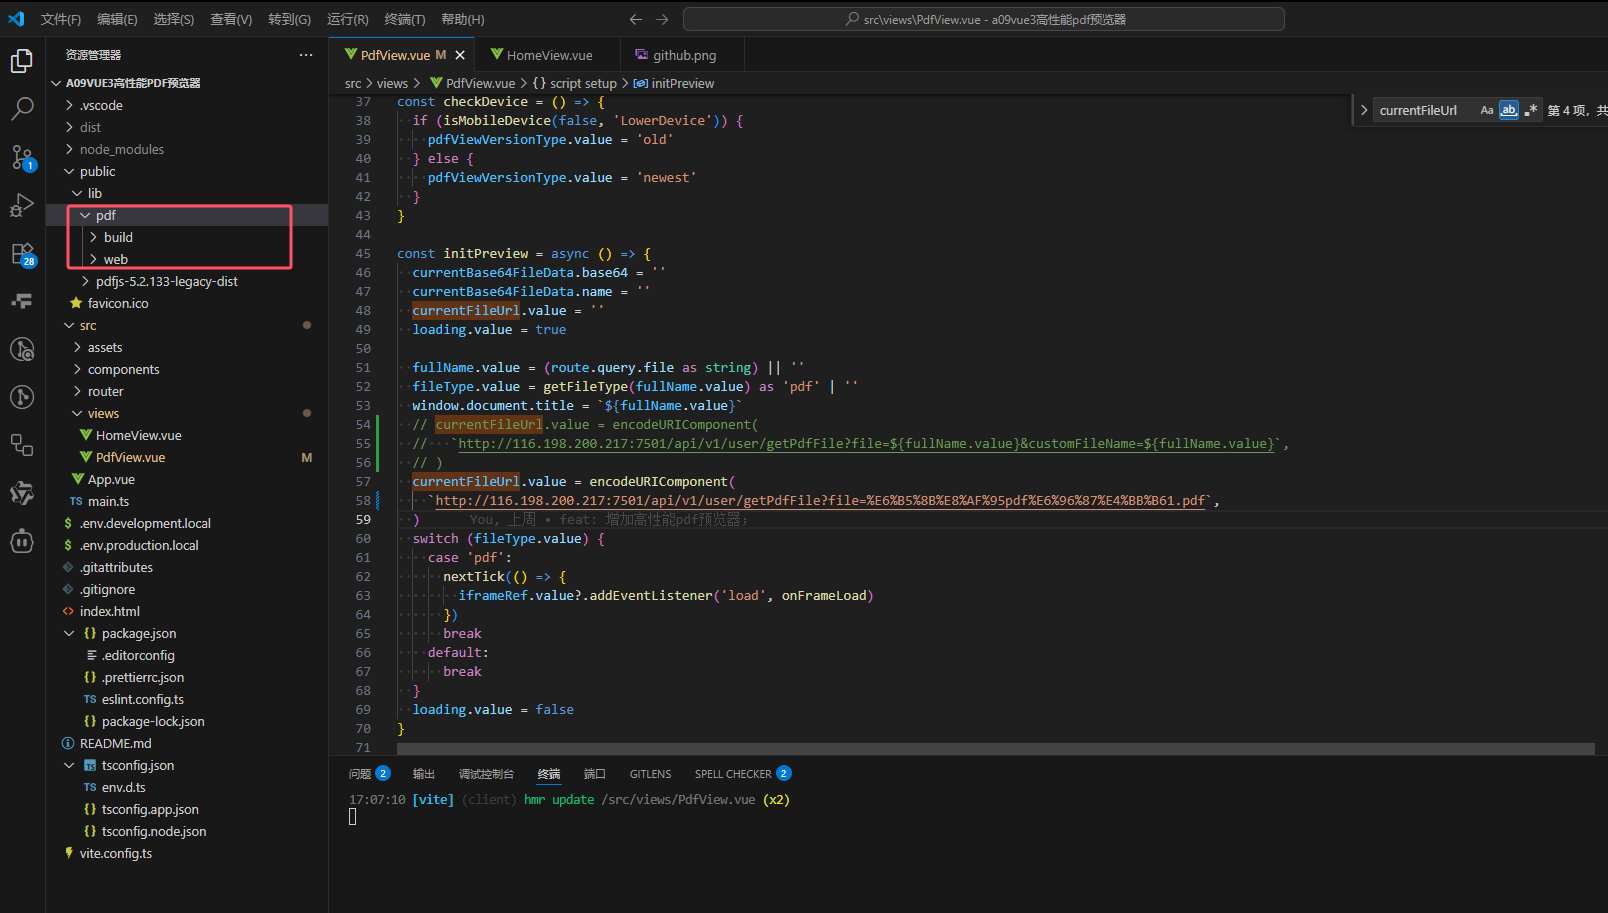 文件(F) 编辑(E) 选择(S) 查看(V) 转到(G) 运行(R) 终端(T) 帮助(H)
src\views\PdfView.vue - a09vue3高性能pdf预览器
资源管理器
A09VUE3高性能PDF预览器
.vscode
dist
node_modules
public
lib
pdf
build
web
pdfjs-5.2.133-legacy-dist
favicon.ico
src
assets
components
router
views
HomeView.vue
PdfView.vue M
App.vue
TS main.ts
$ .env.development.local
$ .env.production.local
.gitattributes
.gitignore
<> index.html
{} package.json
.editorconfig
{} .prettierrc.json
TS eslint.config.ts
{} package-lock.json
README.md
TS tsconfig.json
TS env.d.ts
{} tsconfig.app.json
{} tsconfig.node.json
vite.config.ts
1
28
PdfView.vue M
HomeView.vue
github.png
src > views > PdfView.vue > {} script setup > initPreview
currentFileUrl Aa ab .* 第 4 项，共
37 const checkDevice = () => {
38 if (isMobileDevice(false, 'LowerDevice')) {
39 pdfViewVersionType.value = 'old'
40 } else {
41 pdfViewVersionType.value = 'newest'
42 }
43 }
44
45 const initPreview = async () => {
46 currentBase64FileData.base64 = ''
47 currentBase64FileData.name = ''
48 currentFileUrl.value = ''
49 loading.value = true
50
51 fullName.value = (route.query.file as string) || ''
52 fileType.value = getFileType(fullName.value) as 'pdf' | ''
53 window.document.title = `${fullName.value}`
54 // currentFileUrl.value = encodeURIComponent(
55 // `http://116.198.200.217:7501/api/v1/user/getPdfFile?file=${fullName.value}&customFileName=${fullName.value}`,
56 // )
57 currentFileUrl.value = encodeURIComponent(
58 `http://116.198.200.217:7501/api/v1/user/getPdfFile?file=%E6%B5%8B%E8%AF%95pdf%E6%96%87%E4%BB%B61.pdf`,
59 ) You, 上周 • feat: 增加高性能pdf预览器;
60 switch (fileType.value) {
61 case 'pdf':
62 nextTick(() => {
63 iframeRef.value?.addEventListener('load', onFrameLoad)
64 })
65 break
66 default:
67 break
68 }
69 loading.value = false
70 }
71
问题 2 输出 调试控制台 终端 端口 GITLENS SPELL CHECKER 2
17:07:10 [vite] (client) hmr update /src/views/PdfView.vue (x2)